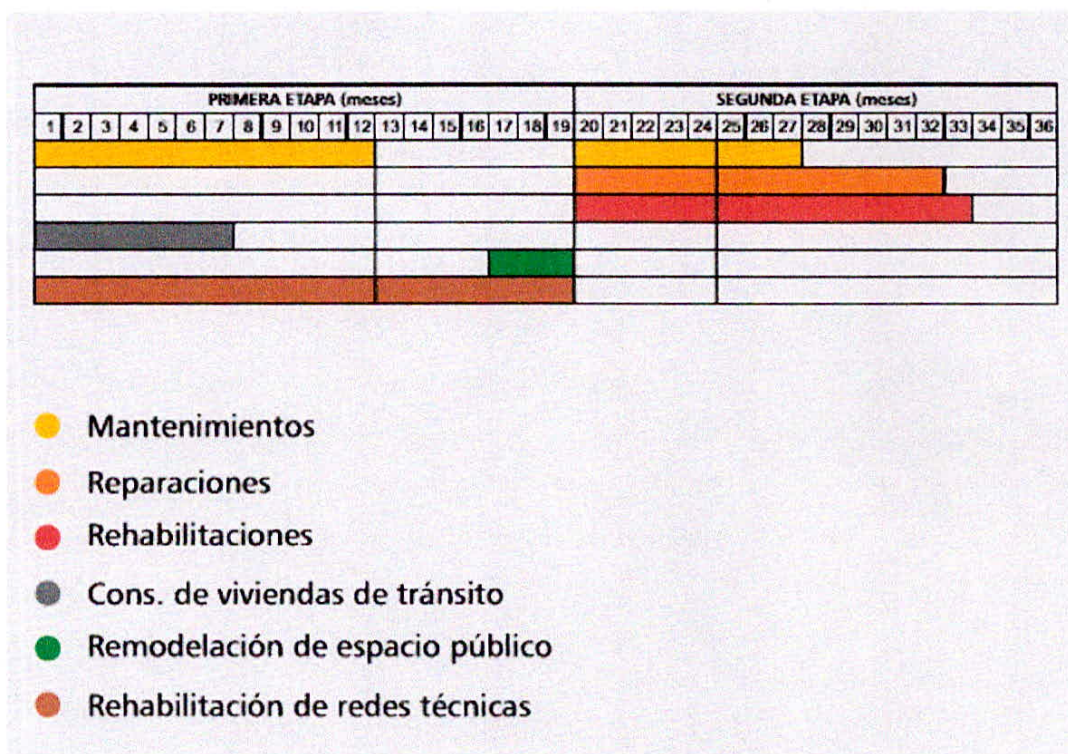 PRIMERA ETAPA (meses) SEGUNDA ETAPA (meses)
1 2 3 4 5 6 7 8 9 10 11 12 13 14 15 16 17 18 19 20 21 22 23 24 25 26 27 28 29 30 31 32 33 34 35 36
Mantenimientos
Reparaciones
Rehabilitaciones
Cons. de viviendas de tránsito
Remodelación de espacio público
Rehabilitación de redes técnicas